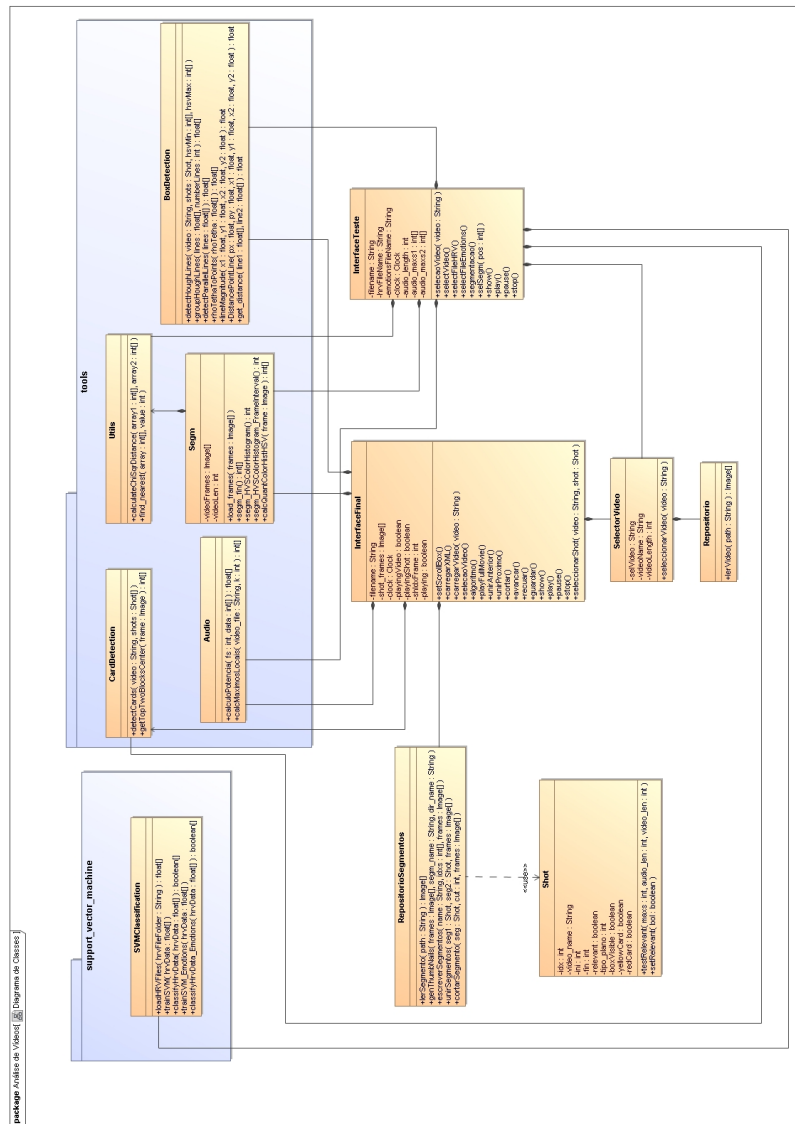 package Análise de Vídeos[ Diagrama de Classes ]
support_vector_machine
SVMClassification
+loadHRVFiles( hrvFileFolder : String ) : float[]
+trainSVM( hrvData : float[] )
+classifyHrvData( hrvData : float[] ) : boolean[]
+trainSVM_Emotions( hrvData : float[] )
+classifyHrvData_Emotions( hrvData : float[] ) : boolean[]
tools
CardDetection
+detectCards( video : String, shots : Shot[] )
+getTopTwoBlocksCenter( frame : Image ) : int[]
Utils
+calculateChiSqrDistance( array1 : int[], array2 : int[] )
+find_nearest( array : int[], value : int )
BoxDetection
+detectHoughLines( video : String, shots : Shot, hsvMin : int[], hsvMax : int[] )
+groupHoughLines( lines : float[], numberLines : int ) : float[]
+detectParallelLines( lines : float[] ) : float[]
+rhoTethaToPoints( rhoTetha : float[] ) : float[]
+lineMagnitude( x1 : float, y1 : float, x2 : float, y2 : float ) : float
+DistancePointLine( px : float, py : float, x1 : float, y1 : float, x2 : float, y2 : float ) : float
+get_distance( line1 : float[], line2 : float[] ) : float
Audio
+calculoPotencia( fs : int, data : int[] ) : float[]
+calcMaximosLocais( video_file : String, k : int ) : int[]
Segm
-videoFrames : Image[]
-videoLen : int
+load_frames( frames : Image[] )
+segm_fin() : int[]
+segm_HVSColorHistogram() : int
+segm_HVSColorHistogram_FrameInterval() : int
+calcQuantColorHistHSV( frame : Image ) : int[]
RepositorioSegmentos
+lerSegmento( path : String ) : Image[]
+genThumbNails( frames : Image[], segm_name : String, dir_name : String )
+escreverSegmentos( name : String, idxs : int[], frames : Image[] )
+unirSegmentos( seg1 : Shot, seg2 : Shot, frames : Image[] )
+cortarSegmento( seg : Shot, cut : int, frames : Image[] )
InterfaceFinal
-filename : String
-shot_frames : Image[]
-clock : Clock
-playingVideo : boolean
-playingShot : boolean
-shIdxFrame : int
-playing : boolean
+setScrollBox()
+carregarXML()
+carregarVideo( video : String )
+selecaoVideo()
+algoritmo()
+playFullMovie()
+unirAnterior()
+unirProximo()
+cortar()
+avancar()
+recuar()
+guardar()
+show()
+play()
+pause()
+stop()
+seleccionarShot( video : String, shot : Shot )
InterfaceTeste
-filename : String
-hrvFileName : String
-emotionsFileName : String
-clock : Clock
-audio_length : int
-audio_maxs1 : int[]
-audio_maxs2 : int[]
+selecaoVideo( video : String )
+selectVideo()
+selectFileHRV()
+selectFileEmotions()
+segmentacao()
+selSegm( pos : int[] )
+show()
+play()
+pause()
+stop()
<<use>>
Shot
-idx : int
-video_name : String
-ini : int
-fin : int
-relevant : boolean
-tipo_plano : int
-boxVisible : boolean
-yellowCard : boolean
-redCard : boolean
+testRelevant( maxs : int, audio_len : int, video_len : int )
+setRelevant( bol : boolean )
SelectorVideo
-selVideo : String
-videoName : String
-videoLength : int
+seleccionarVideo( video : String )
Repositorio
+lerVideo( path : String ) : Image[]